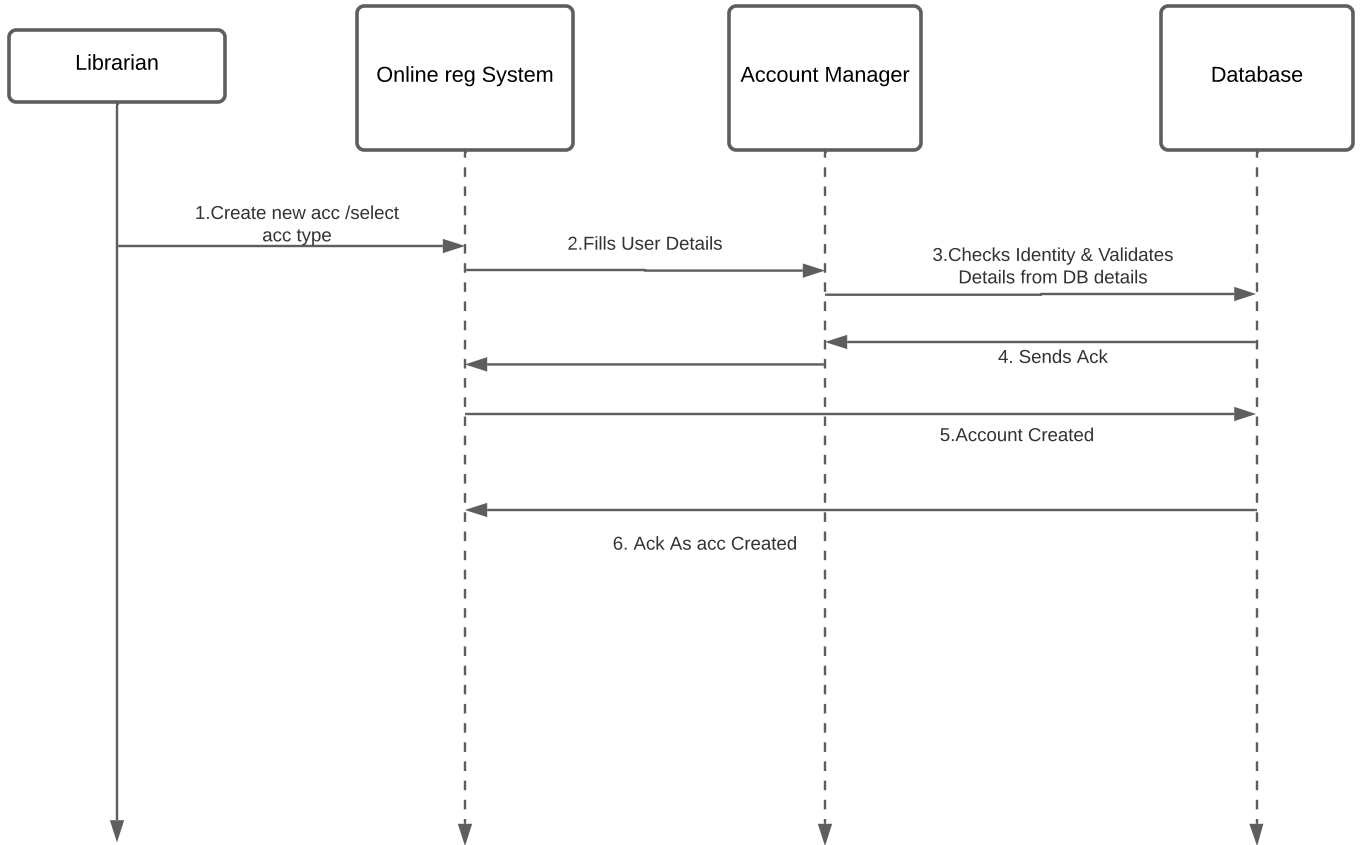 Librarian
Online reg System
Account Manager
Database
1.Create new acc /select
acc type
2.Fills User Details
3.Checks Identity & Validates
Details from DB details
4. Sends Ack
5.Account Created
6. Ack As acc Created